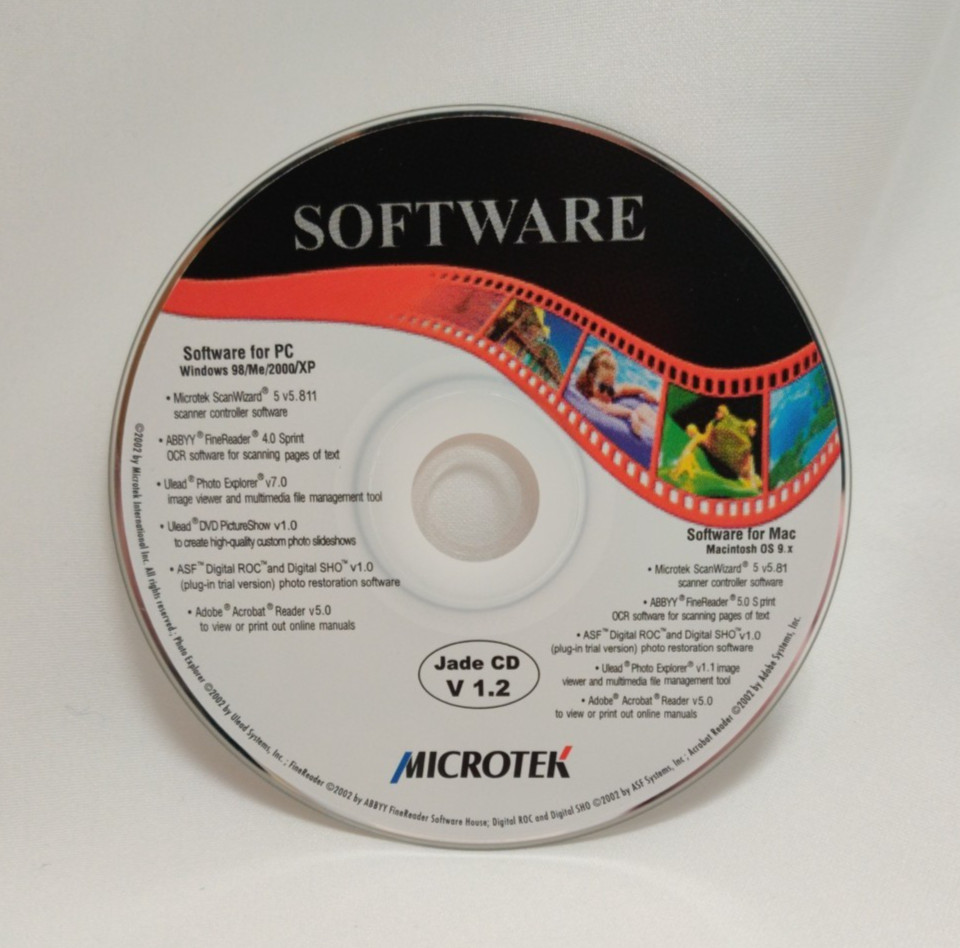 SOFTWARE
Software for PC
Windows 98/Me/2000/XP
• Microtek ScanWizard® 5 v5.811
scanner controller software
• ABBYY® FineReader® 4.0 Sprint
OCR software for scanning pages of text
• Ulead® Photo Explorer® v7.0
image viewer and multimedia file management tool
• Ulead® DVD PictureShow v1.0
to create high-quality custom photo slideshows
• ASF™ Digital ROC™ and Digital SHO™ v1.0
(plug-in trial version) photo restoration software
• Adobe® Acrobat® Reader v5.0
to view or print out online manuals
Software for Mac
Macintosh OS 9.x
• Microtek ScanWizard® 5 v5.81
scanner controller software
• ABBYY® FineReader® 5.0 Sprint
OCR software for scanning pages of text
• ASF™ Digital ROC™ and Digital SHO™ v1.0
(plug-in trial version) photo restoration software
• Ulead® Photo Explorer® v1.1 image
viewer and multimedia file management tool
• Adobe® Acrobat® Reader v5.0
to view or print out online manuals
Jade CD
V 1.2
MICROTEK
©2002 by Microtek International Inc. All rights reserved.; Photo Explorer ©2002 by Ulead Systems, Inc.; FineReader ©2002 by ABBYY FineReader Software House; Digital ROC and Digital SHO ©2002 by ASF Systems, Inc; Acrobat Reader ©2002 by Adobe Systems, Inc.